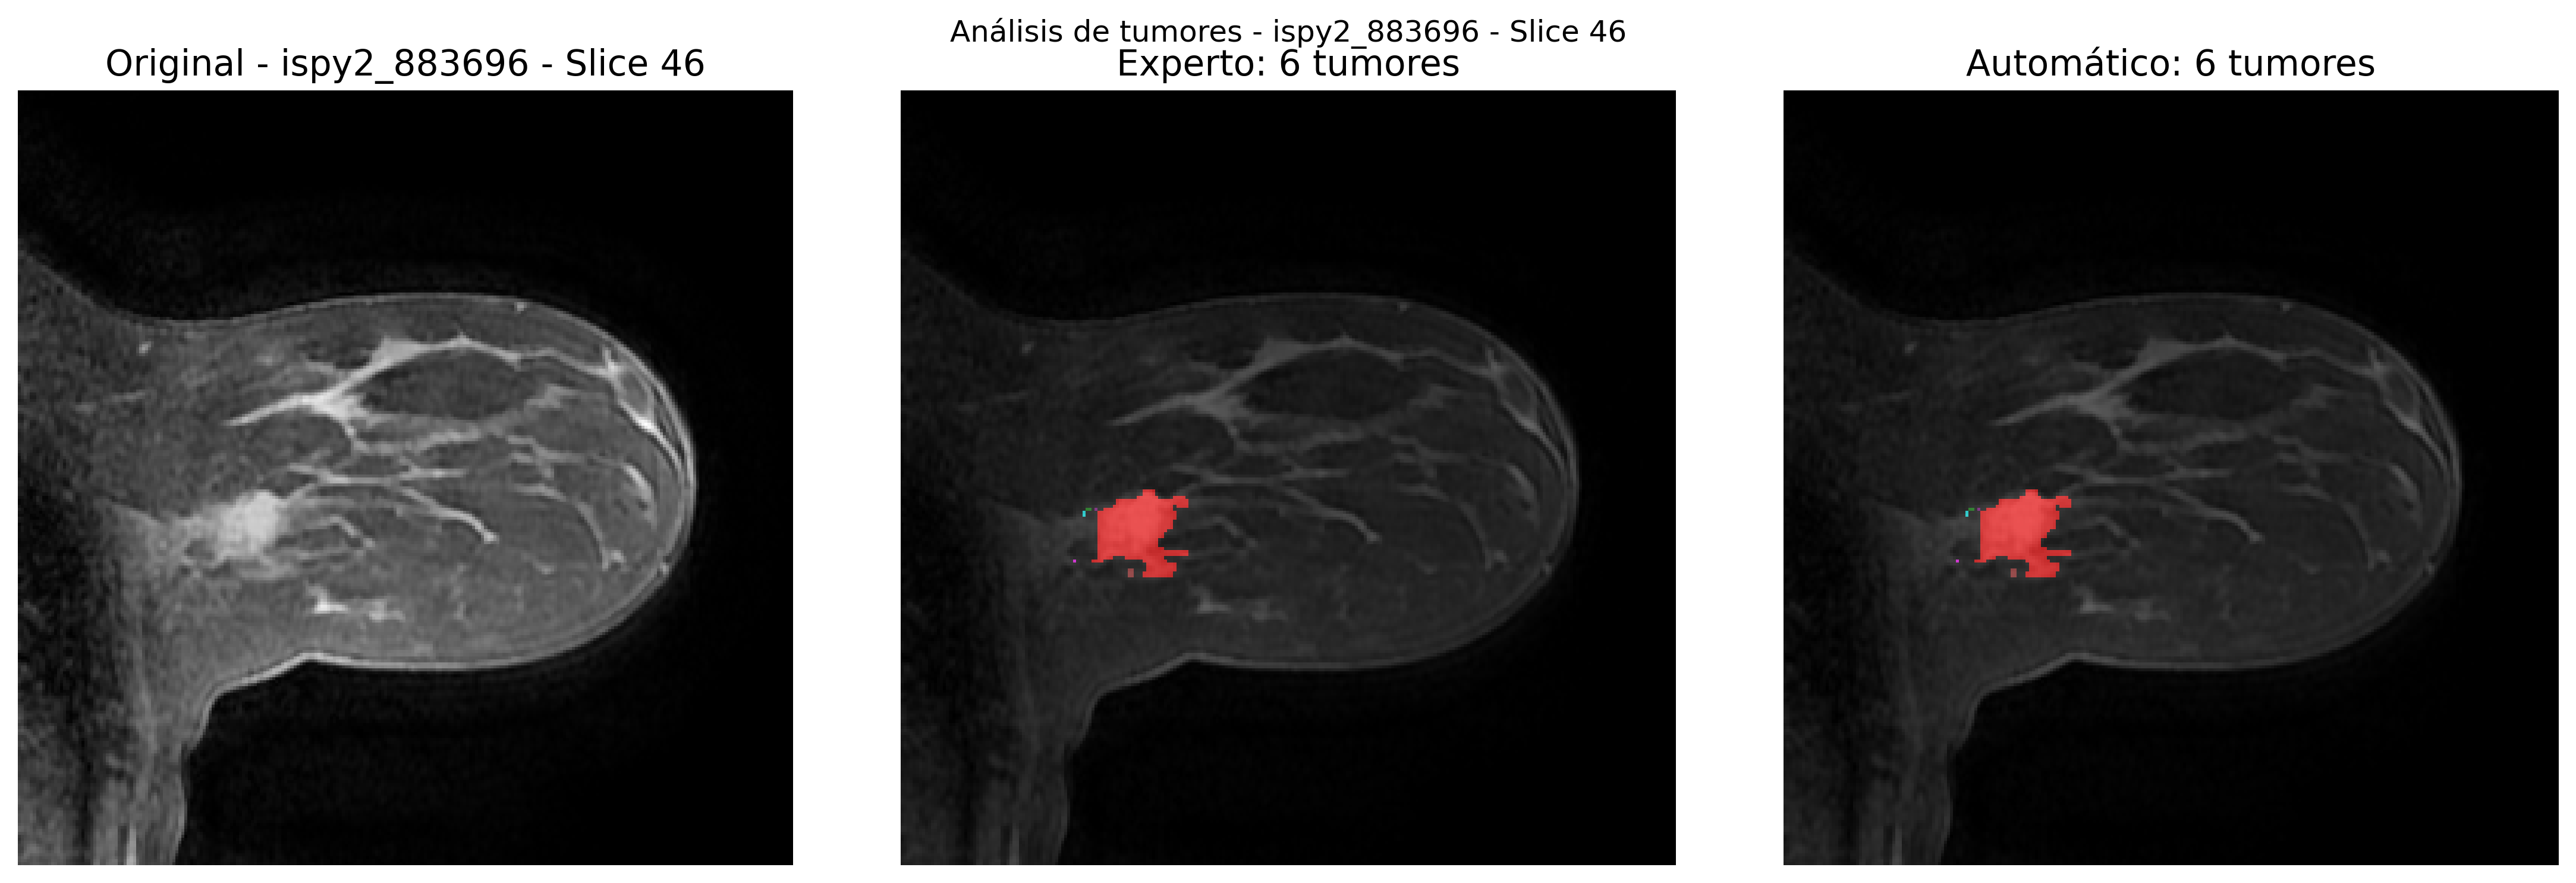 Análisis de tumores - ispy2_883696 - Slice 46
Original - ispy2_883696 - Slice 46
Experto: 6 tumores
Automático: 6 tumores